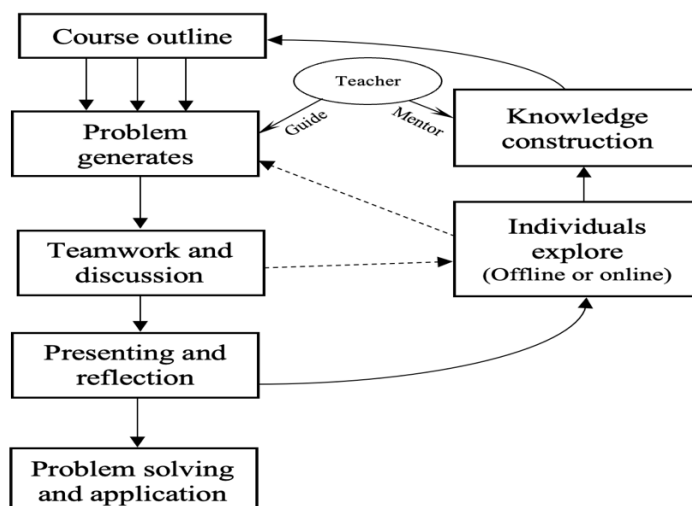 Course outline
Teacher
Guide
Mentor
Problem
generates
Knowledge
construction
Teamwork and
discussion
Individuals
explore
(Offline or online)
Presenting and
reflection
Problem solving
and application